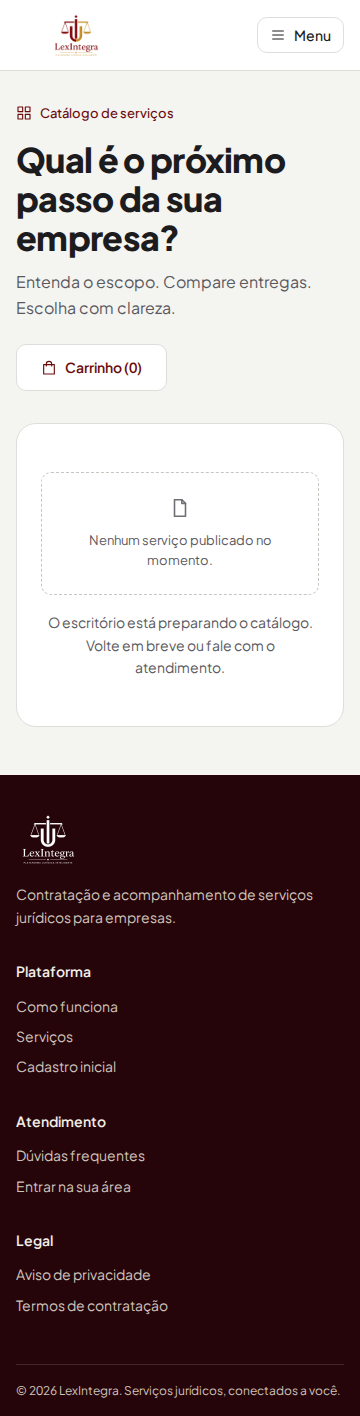 LexIntegra
Menu
Catálogo de serviços
Qual é o próximo
passo da sua
empresa?
Entenda o escopo. Compare entregas.
Escolha com clareza.
Carrinho (0)
Nenhum serviço publicado no
momento.
O escritório está preparando o catálogo.
Volte em breve ou fale com o
atendimento.
LexIntegra
Contratação e acompanhamento de serviços
jurídicos para empresas.
Plataforma
Como funciona
Serviços
Cadastro inicial
Atendimento
Dúvidas frequentes
Entrar na sua área
Legal
Aviso de privacidade
Termos de contratação
© 2026 LexIntegra. Serviços jurídicos, conectados a você.